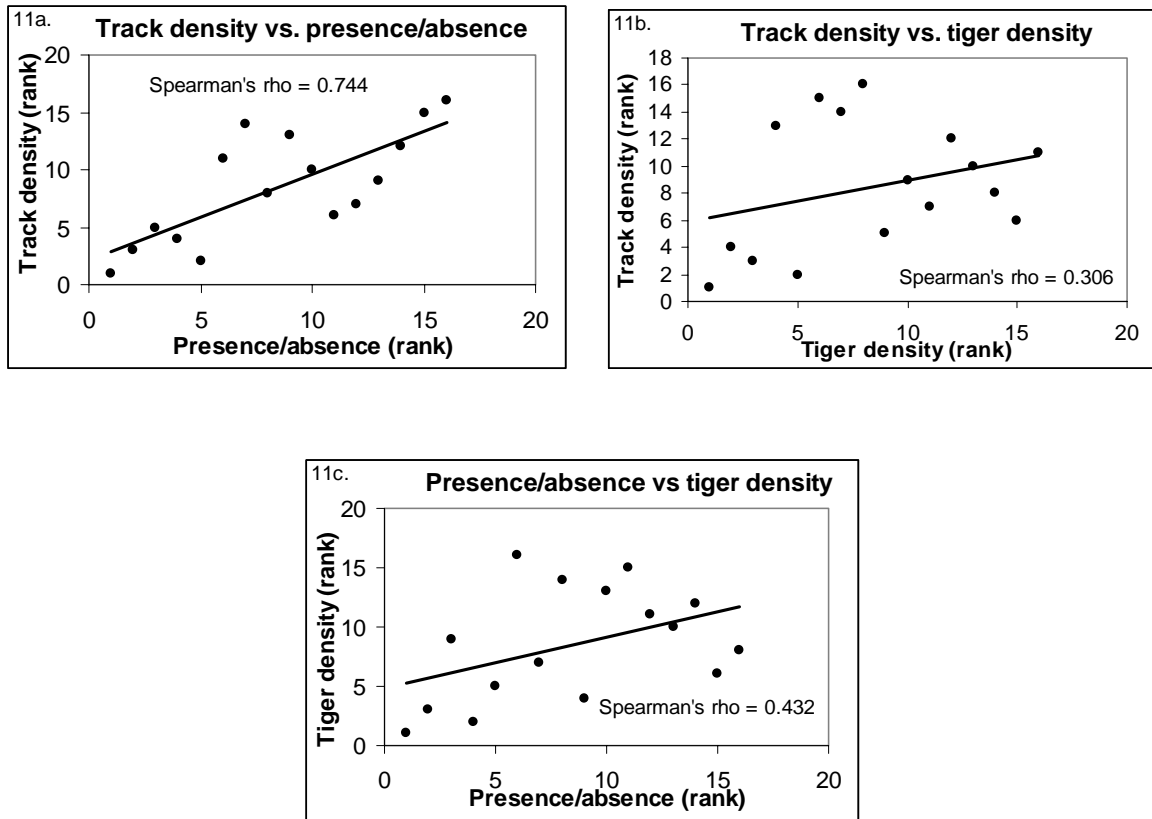 11a.
Track density vs. presence/absence
Spearman's rho = 0.744
Track density (rank)
20
15
10
5
0
0 5 10 15 20
Presence/absence (rank)
11b.
Track density vs. tiger density
Track density (rank)
18
16
14
12
10
8
6
4
2
0
Spearman's rho = 0.306
0 5 10 15 20
Tiger density (rank)
11c.
Presence/absence vs tiger density
Tiger density (rank)
20
15
10
5
0
Spearman's rho = 0.432
0 5 10 15 20
Presence/absence (rank)